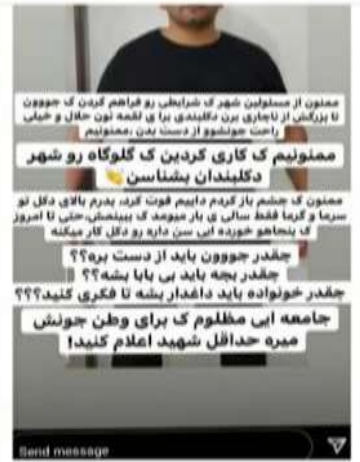 ممنون از مسئولین شهر ک شرایطی رو فراهم کردن ک جووون
تا بزرگش از ناچاری برن دکلبندی برا ی لقمه نون حلال و خیلی
راحت جونشوو از دست بدن ،ممنونیم
ممنونیم ک کاری کردین ک گلوگاه رو شهر
دکلبندان بشناسن👏
ممنون ک چشم باز کردم داییم فوت کرد، پدرم بالای دکل تو
سرما و گرما فقط سالی ی بار میومد ک ببینمش،حتی تا امروز
ک پنجاهو خورده ایی سن داره رو دکل کار میکنه
چقدر جووون باید از دست بره؟؟
چقدر بچه باید بی بابا بشه؟؟
چقدر خونواده باید داغدار بشه تا فکری کنید؟؟؟
جامعه ایی مظلوم ک برای وطن جونش
میره حداقل شهید اعلام کنید!
Send message